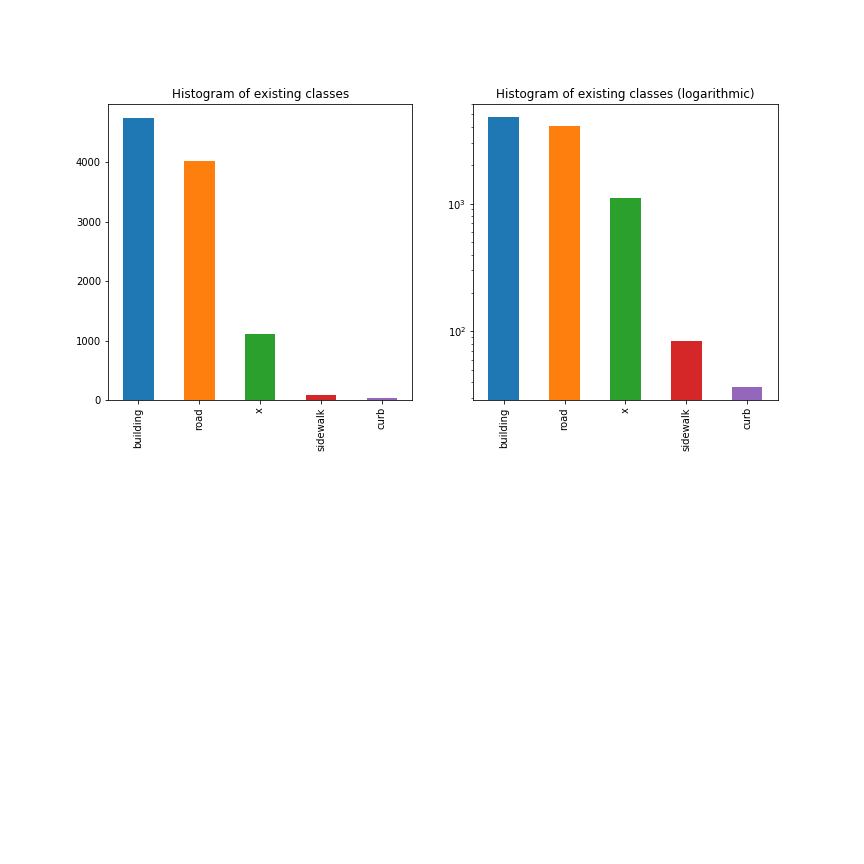 Histogram of existing classes
4000
3000
2000
1000
0
building
road
x
sidewalk
curb
Histogram of existing classes (logarithmic)
10³
10²
building
road
x
sidewalk
curb